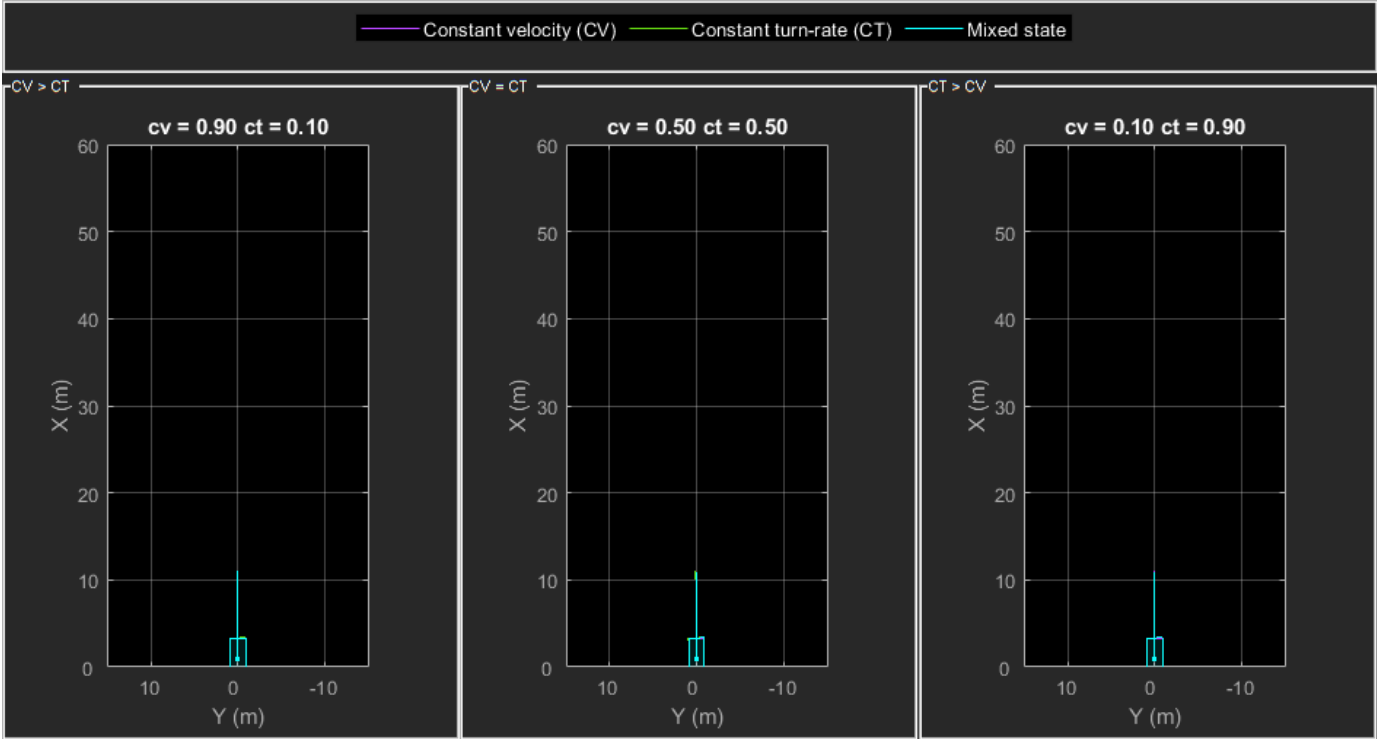 Constant velocity (CV) Constant turn-rate (CT) Mixed state
CV > CT
cv = 0.90 ct = 0.10
60
50
40
30
20
10
0
X (m)
10 0 -10
Y (m)
CV = CT
cv = 0.50 ct = 0.50
60
50
40
30
20
10
0
X (m)
10 0 -10
Y (m)
CT > CV
cv = 0.10 ct = 0.90
60
50
40
30
20
10
0
X (m)
10 0 -10
Y (m)